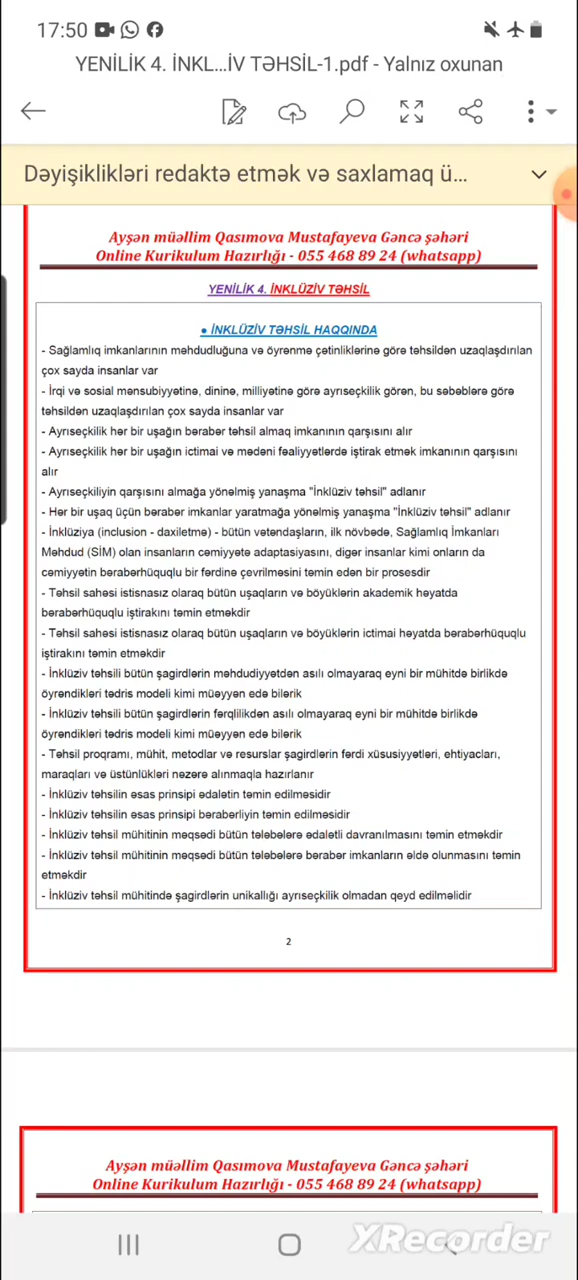 17:50
YENİLİK 4. İNKL...İV TƏHSİL-1.pdf - Yalnız oxunan
Dəyişiklikləri redaktə etmək və saxlamaq ü...
Ayşən müəllim Qasımova Mustafayeva Gəncə şəhəri
Online Kurikulum Hazırlığı - 055 468 89 24 (whatsapp)
YENİLİK 4. İNKLÜZİV TƏHSİL
● İNKLÜZİV TƏHSİL HAQQINDA
- Sağlamlıq imkanlarının məhdudluğuna və öyrənmə çətinliklərinə görə təhsildən uzaqlaşdırılan
çox sayda insanlar var
- İrqi və sosial mənsubiyyətinə, dininə, milliyətinə görə ayrıseçkilik görən, bu səbəblərə görə
təhsildən uzaqlaşdırılan çox sayda insanlar var
- Ayrıseçkilik hər bir uşağın bərabər təhsil almaq imkanının qarşısını alır
- Ayrıseçkilik hər bir uşağın ictimai və mədəni fəaliyyətlərdə iştirak etmək imkanının qarşısını
alır
- Ayrıseçkiliyin qarşısını almağa yönəlmiş yanaşma "İnklüziv təhsil" adlanır
- Hər bir uşaq üçün bərabər imkanlar yaratmağa yönəlmiş yanaşma "İnklüziv təhsil" adlanır
- İnklüziya (inclusion - daxiletmə) - bütün vətəndaşların, ilk növbədə, Sağlamlıq İmkanları
Məhdud (SİM) olan insanların cəmiyyətə adaptasiyasını, digər insanlar kimi onların da
cəmiyyətin bərabərhüquqlu bir fərdinə çevrilməsini təmin edən bir prosesdir
- Təhsil sahəsi istisnasız olaraq bütün uşaqların və böyüklərin akademik həyatda
bərabərhüquqlu iştirakını təmin etməkdir
- Təhsil sahəsi istisnasız olaraq bütün uşaqların və böyüklərin ictimai həyatda bərabərhüquqlu
iştirakını təmin etməkdir
- İnklüziv təhsili bütün şagirdlərin məhdudiyyətdən asılı olmayaraq eyni bir mühitdə birlikdə
öyrəndikləri tədris modeli kimi müəyyən edə bilərik
- İnklüziv təhsili bütün şagirdlərin fərqlilikdən asılı olmayaraq eyni bir mühitdə birlikdə
öyrəndikləri tədris modeli kimi müəyyən edə bilərik
- Təhsil proqramı, mühit, metodlar və resurslar şagirdlərin fərdi xüsusiyyətləri, ehtiyacları,
maraqları və üstünlükləri nəzərə alınmaqla hazırlanır
- İnklüziv təhsilin əsas prinsipi ədalətin təmin edilməsidir
- İnklüziv təhsilin əsas prinsipi bərabərliyin təmin edilməsidir
- İnklüziv təhsil mühitinin məqsədi bütün tələbələrə ədalətli davranılmasını təmin etməkdir
- İnklüziv təhsil mühitinin məqsədi bütün tələbələrə bərabər imkanların əldə olunmasını təmin
etməkdir
- İnklüziv təhsil mühitində şagirdlərin unikallığı ayrıseçkilik olmadan qeyd edilməlidir
2
Ayşən müəllim Qasımova Mustafayeva Gəncə şəhəri
Online Kurikulum Hazırlığı - 055 468 89 24 (whatsapp)
XRecorder